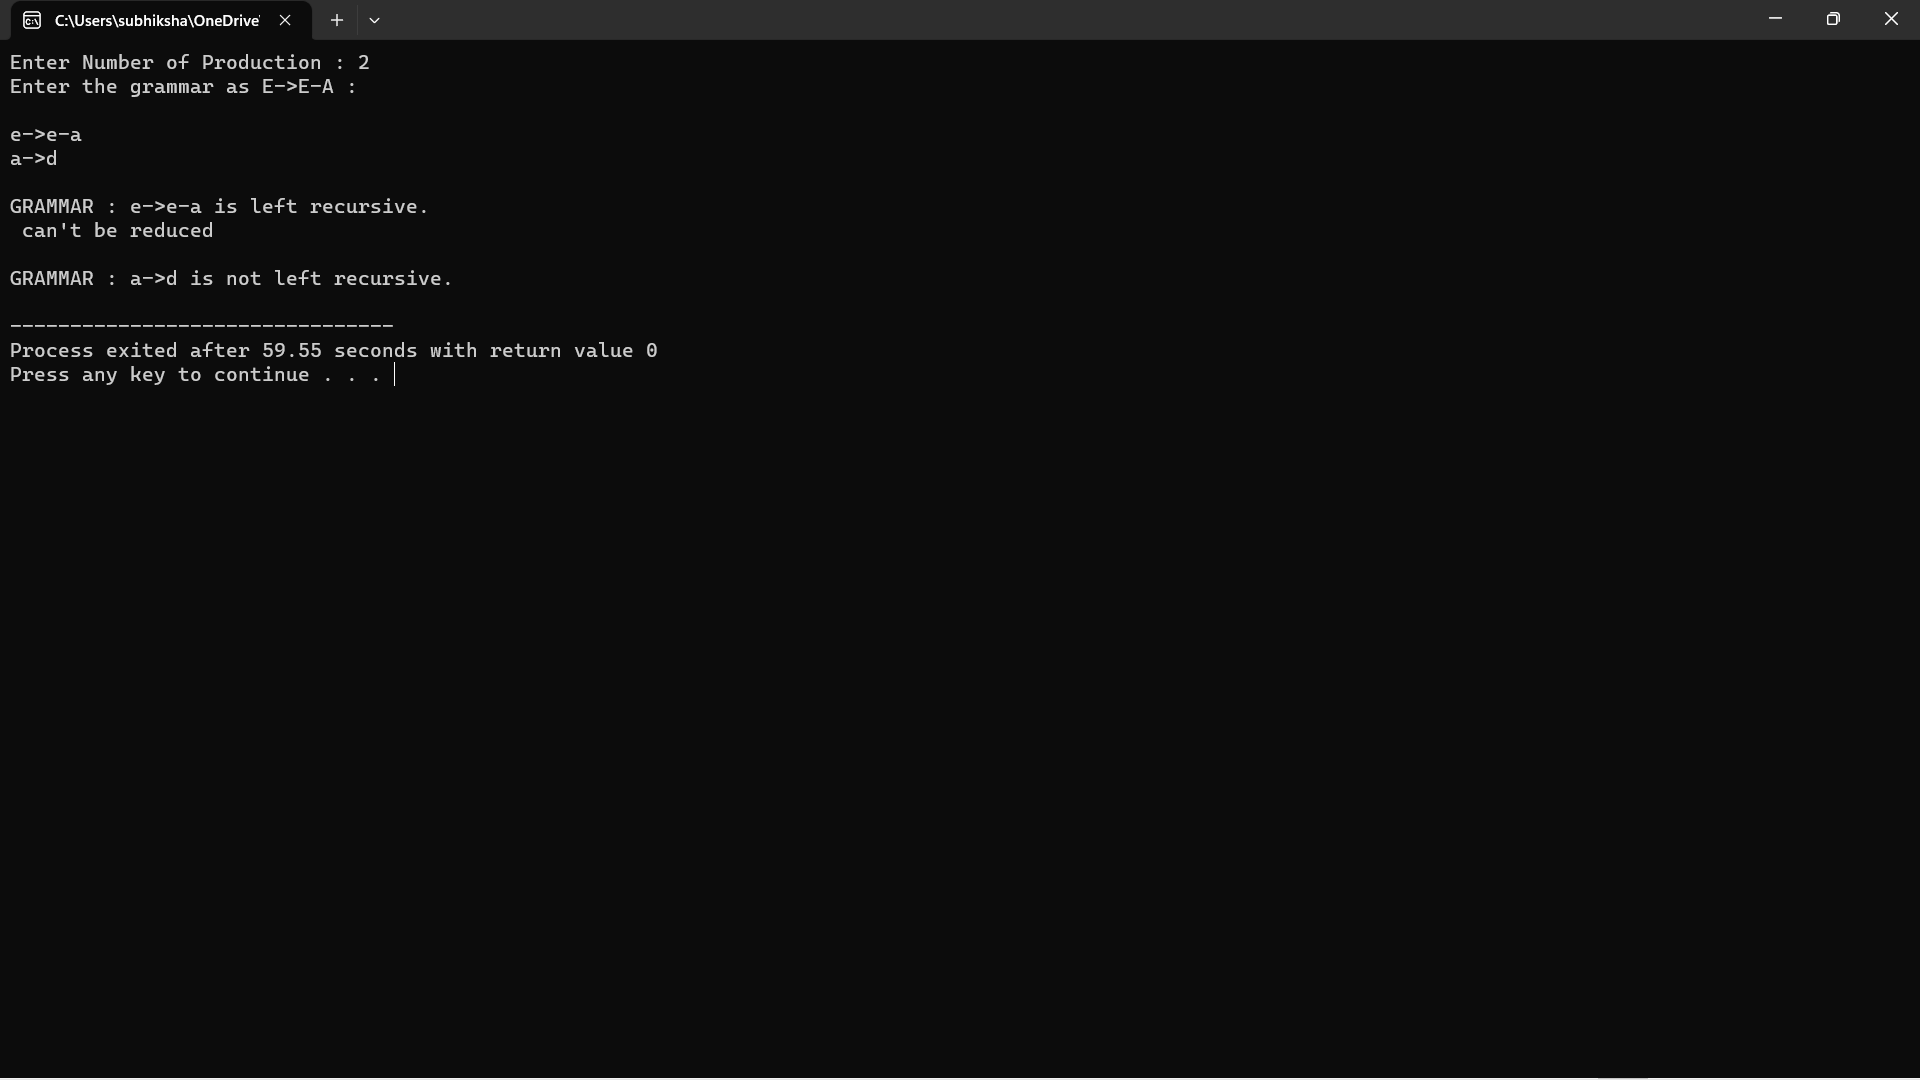 C:\Users\subhiksha\OneDrive
Enter Number of Production : 2
Enter the grammar as E->E-A :
e->e-a
a->d
GRAMMAR : e->e-a is left recursive.
can't be reduced
GRAMMAR : a->d is not left recursive.
--------------------------------
Process exited after 59.55 seconds with return value 0
Press any key to continue . . .